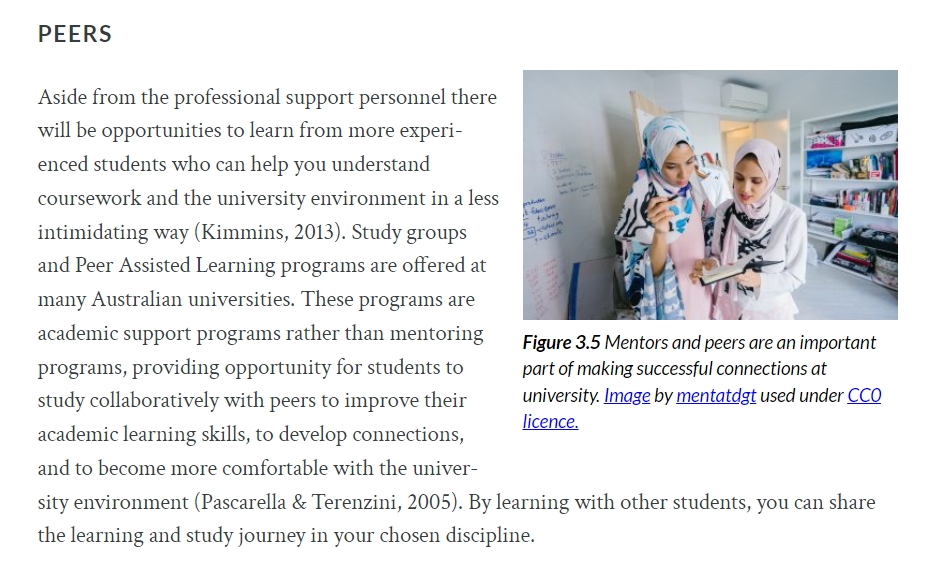 PEERS
Aside from the professional support personnel there
will be opportunities to learn from more experi-
enced students who can help you understand
coursework and the university environment in a less
intimidating way (Kimmins, 2013). Study groups
and Peer Assisted Learning programs are offered at
many Australian universities. These programs are
academic support programs rather than mentoring
programs, providing opportunity for students to
study collaboratively with peers to improve their
academic learning skills, to develop connections,
and to become more comfortable with the univer-
sity environment (Pascarella & Terenzini, 2005). By learning with other students, you can share
the learning and study journey in your chosen discipline.
Figure 3.5 Mentors and peers are an important
part of making successful connections at
university. Image by mentatdgt used under CC0
licence.